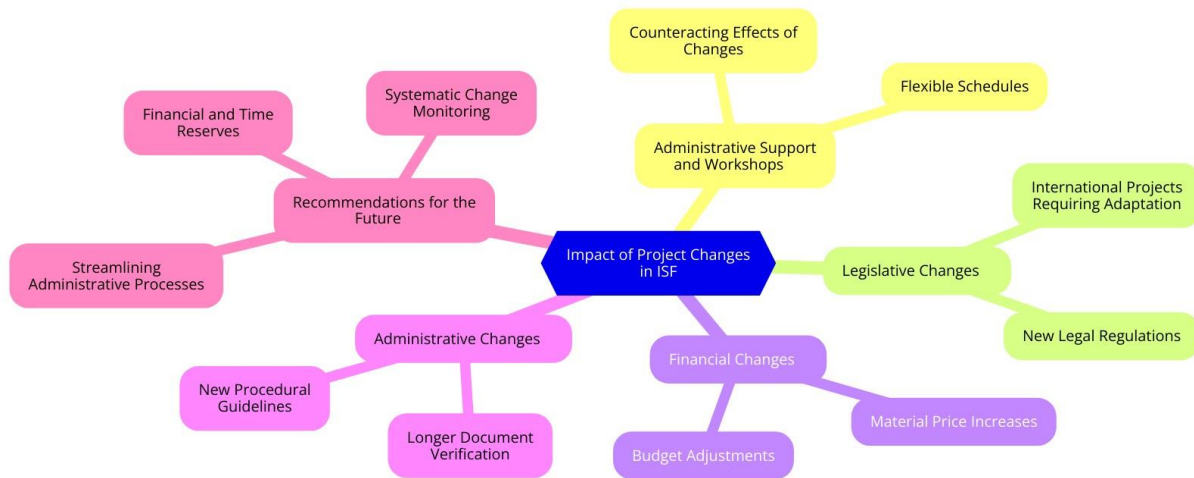 Counteracting Effects of
Changes
Flexible Schedules
Administrative Support
and Workshops
Systematic Change
Monitoring
Financial and Time
Reserves
Recommendations for the
Future
Streamlining
Administrative Processes
Impact of Project Changes
in ISF
International Projects
Requiring Adaptation
Legislative Changes
New Legal Regulations
Administrative Changes
New Procedural
Guidelines
Longer Document
Verification
Financial Changes
Material Price Increases
Budget Adjustments